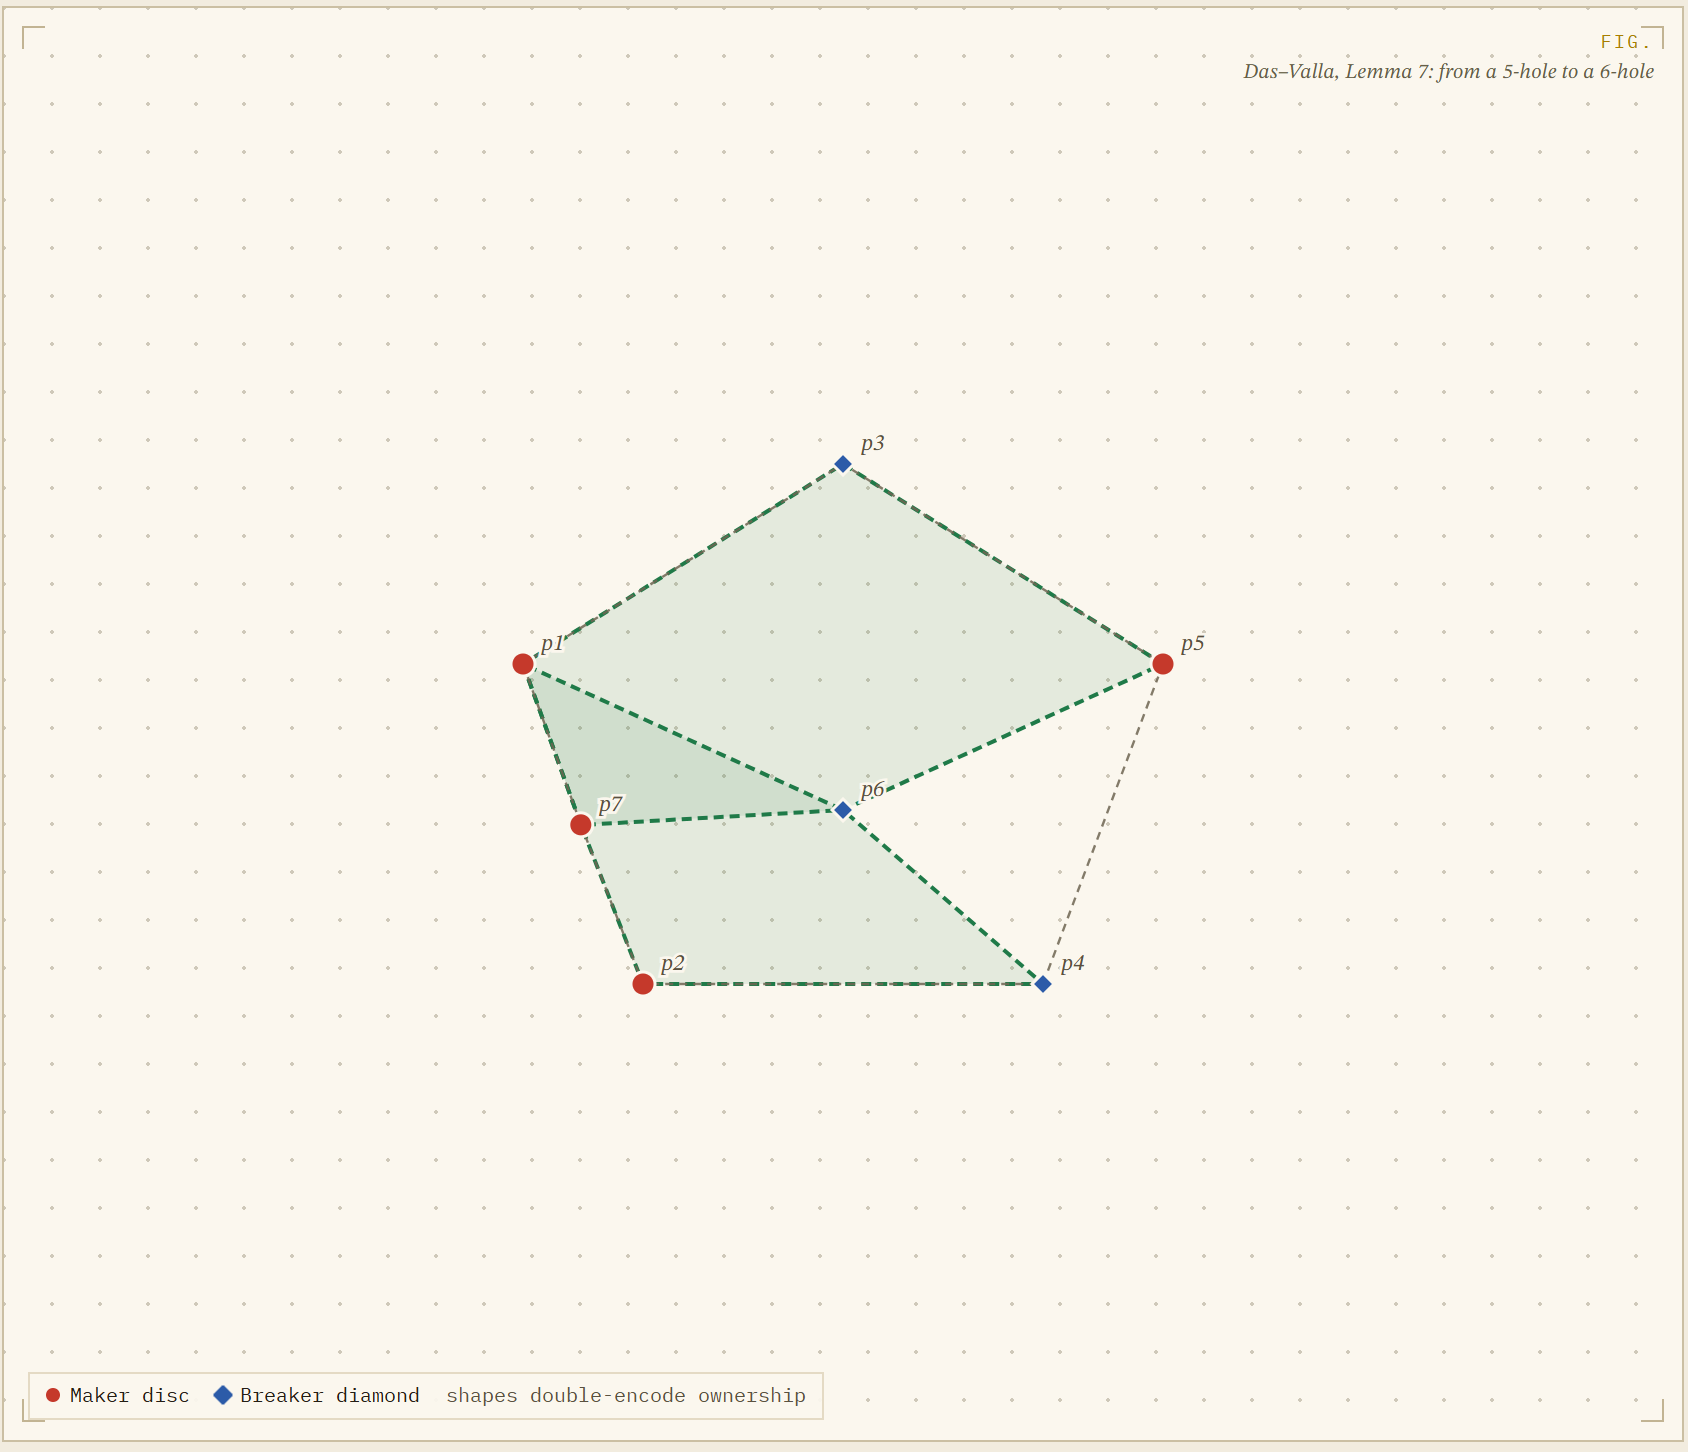 FIG.
Das–Valla, Lemma 7: from a 5-hole to a 6-hole
p3
p1
p5
p6
p7
p2
p4
Maker disc Breaker diamond shapes double-encode ownership